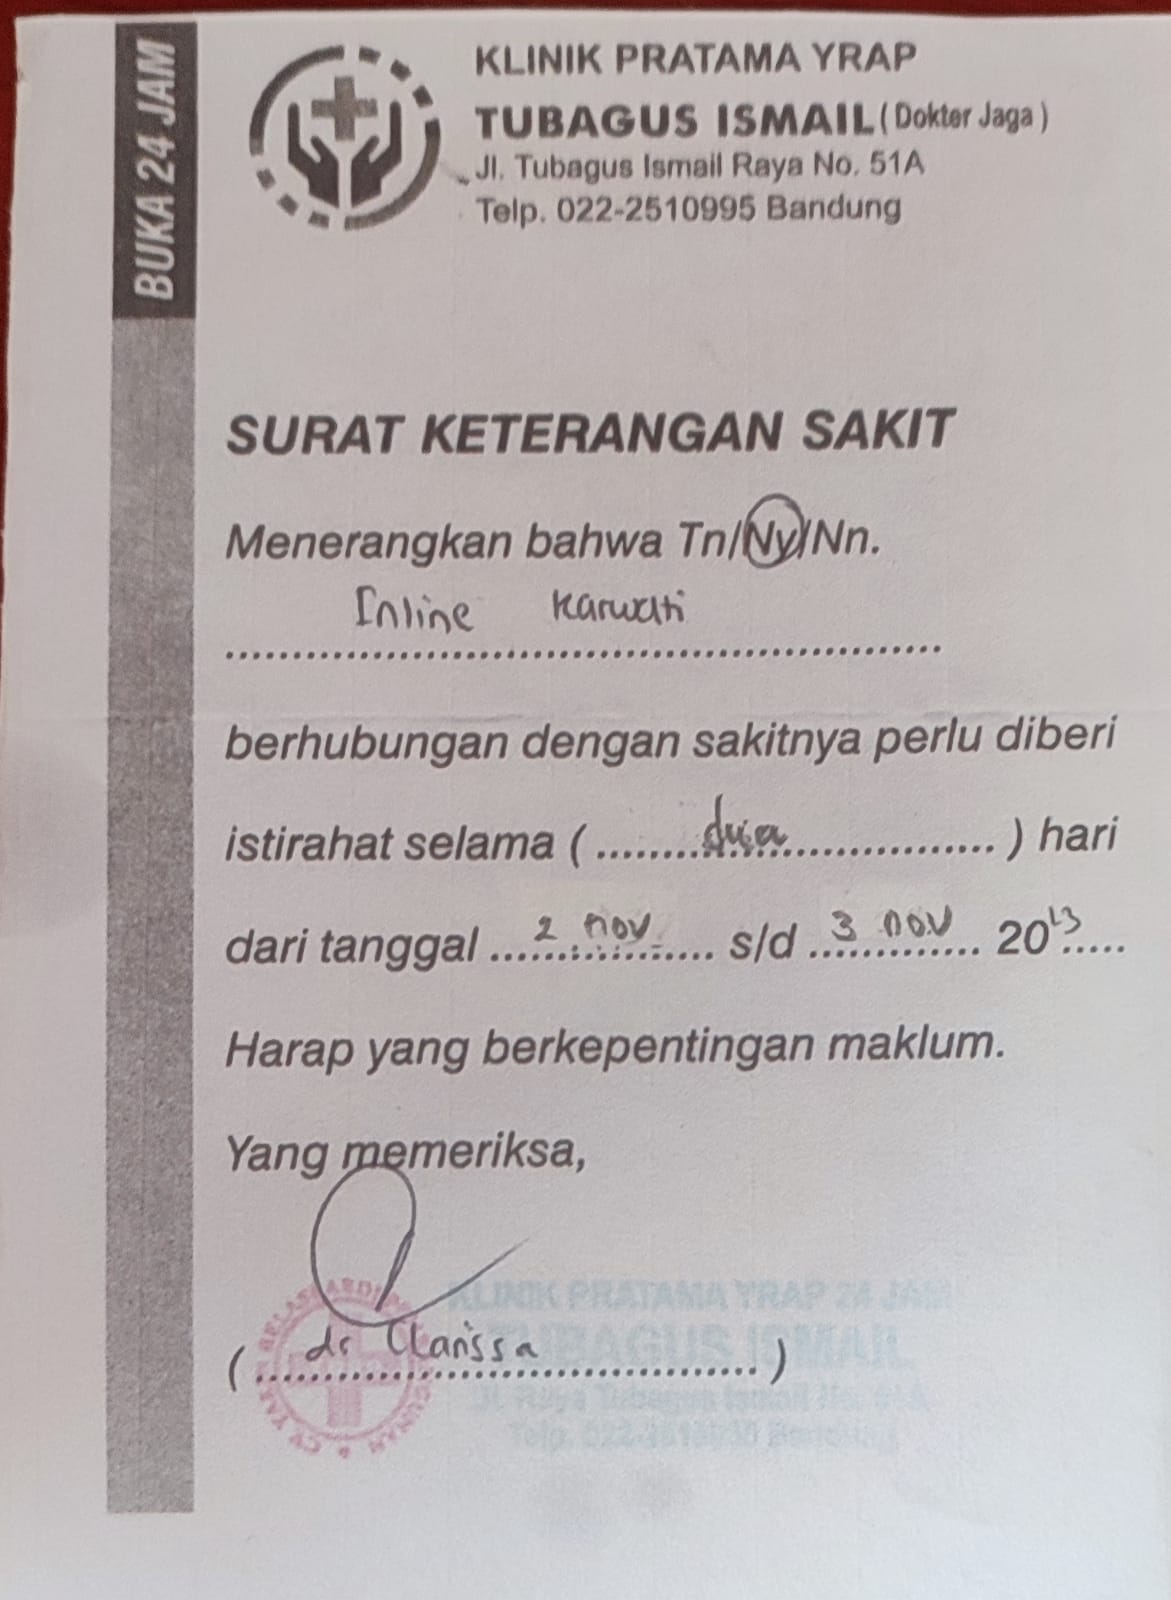 BUKA 24 JAM
KLINIK PRATAMA YRAP
TUBAGUS ISMAIL ( Dokter Jaga )
Jl. Tubagus Ismail Raya No. 51A
Telp. 022-2510995 Bandung
SURAT KETERANGAN SAKIT
Menerangkan bahwa Tn/Ny/Nn.
Inline Karwati
berhubungan dengan sakitnya perlu diberi
istirahat selama (........dua........................) hari
dari tanggal ...2 nov... s/d ...3 nov... 20 23.....
Harap yang berkepentingan maklum.
Yang memeriksa,
( dr Clarissa )
KLINIK PRATAMA YRAP 24 JAM
TUBAGUS ISMAIL
Jl. Raya Tubagus Ismail No. 51A
Telp. Bandung